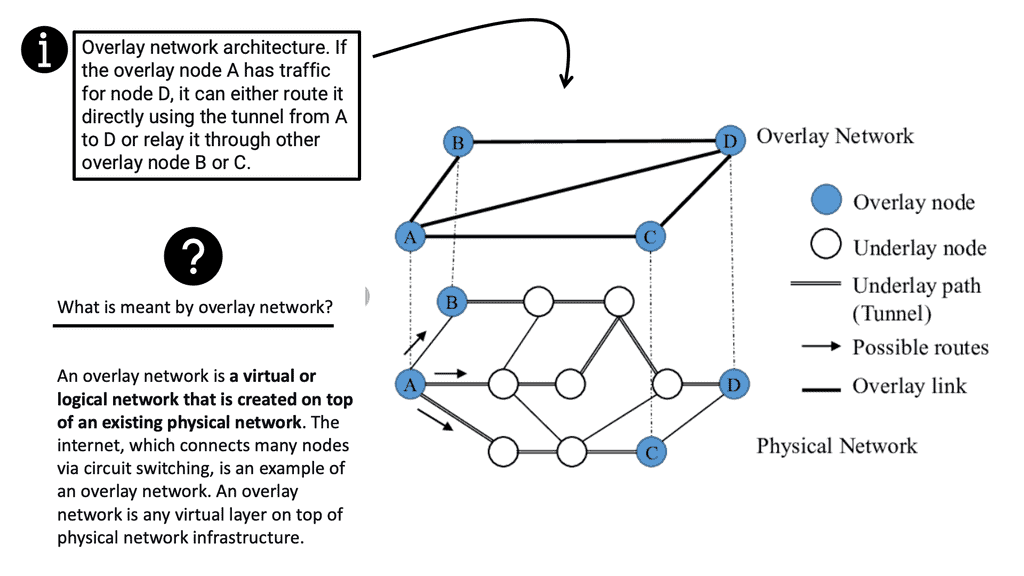 Overlay network architecture. If
the overlay node A has traffic
for node D, it can either route it
directly using the tunnel from A
to D or relay it through other
overlay node B or C.
?
What is meant by overlay network?
An overlay network is a virtual or
logical network that is created on top
of an existing physical network. The
internet, which connects many nodes
via circuit switching, is an example of
an overlay network. An overlay
network is any virtual layer on top of
physical network infrastructure.
B
D
Overlay Network
A
C
B
A
D
C
Physical Network
Overlay node
Underlay node
Underlay path
(Tunnel)
Possible routes
Overlay link